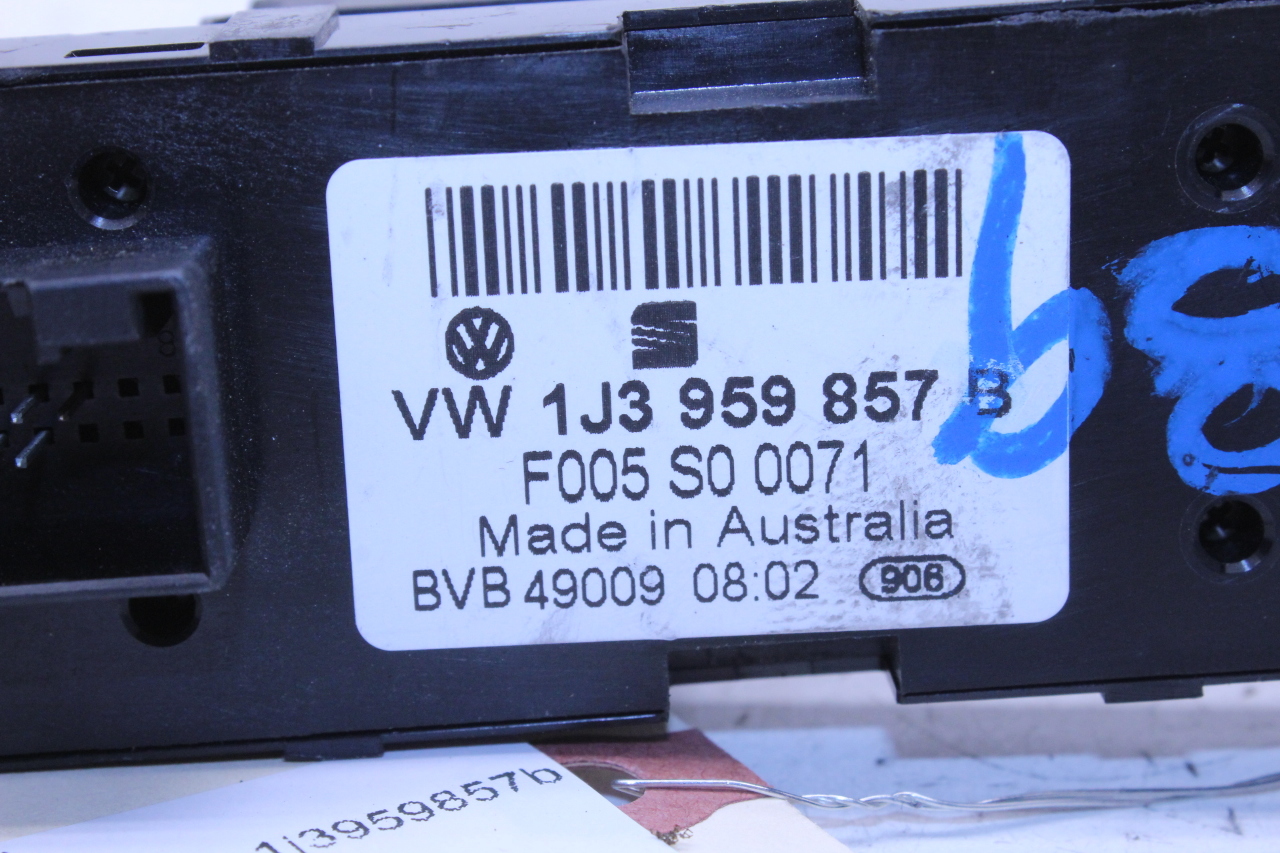 VW 1J3 959 857 B
F005 S0 0071
Made in Australia
BVB 49009 08:02 906
1j3959857b